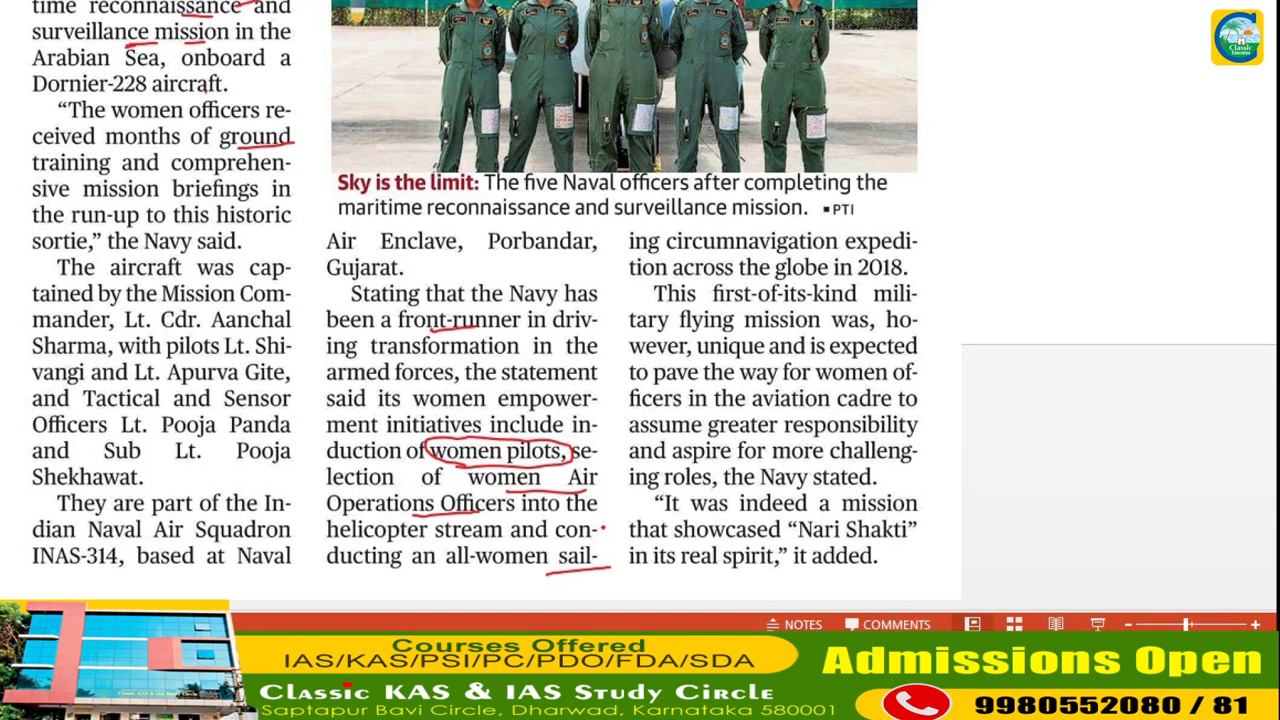 time reconnaissance and
surveillance mission in the
Arabian Sea, onboard a
Dornier-228 aircraft.
“The women officers re-
ceived months of ground
training and comprehen-
sive mission briefings in
the run-up to this historic
sortie,” the Navy said.
The aircraft was cap-
tained by the Mission Com-
mander, Lt. Cdr. Aanchal
Sharma, with pilots Lt. Shi-
vangi and Lt. Apurva Gite,
and Tactical and Sensor
Officers Lt. Pooja Panda
and Sub Lt. Pooja
Shekhawat.
They are part of the In-
dian Naval Air Squadron
INAS-314, based at Naval
Sky is the limit: The five Naval officers after completing the
maritime reconnaissance and surveillance mission. ▪PTI
Air Enclave, Porbandar,
Gujarat.
Stating that the Navy has
been a front-runner in driv-
ing transformation in the
armed forces, the statement
said its women empower-
ment initiatives include in-
duction of women pilots, se-
lection of women Air
Operations Officers into the
helicopter stream and con-
ducting an all-women sail-
ing circumnavigation expedi-
tion across the globe in 2018.
This first-of-its-kind mili-
tary flying mission was, ho-
wever, unique and is expected
to pave the way for women of-
ficers in the aviation cadre to
assume greater responsibility
and aspire for more challeng-
ing roles, the Navy stated.
“It was indeed a mission
that showcased “Nari Shakti”
in its real spirit,” it added.
Classic
Education
NOTES COMMENTS
Courses Offered
IAS/KAS/PSI/PC/PDO/FDA/SDA
Classic KAS & IAS Study Circle
Saptapur Bavi Circle, Dharwad, Karnataka 580001
Admissions Open
9980552080 / 81